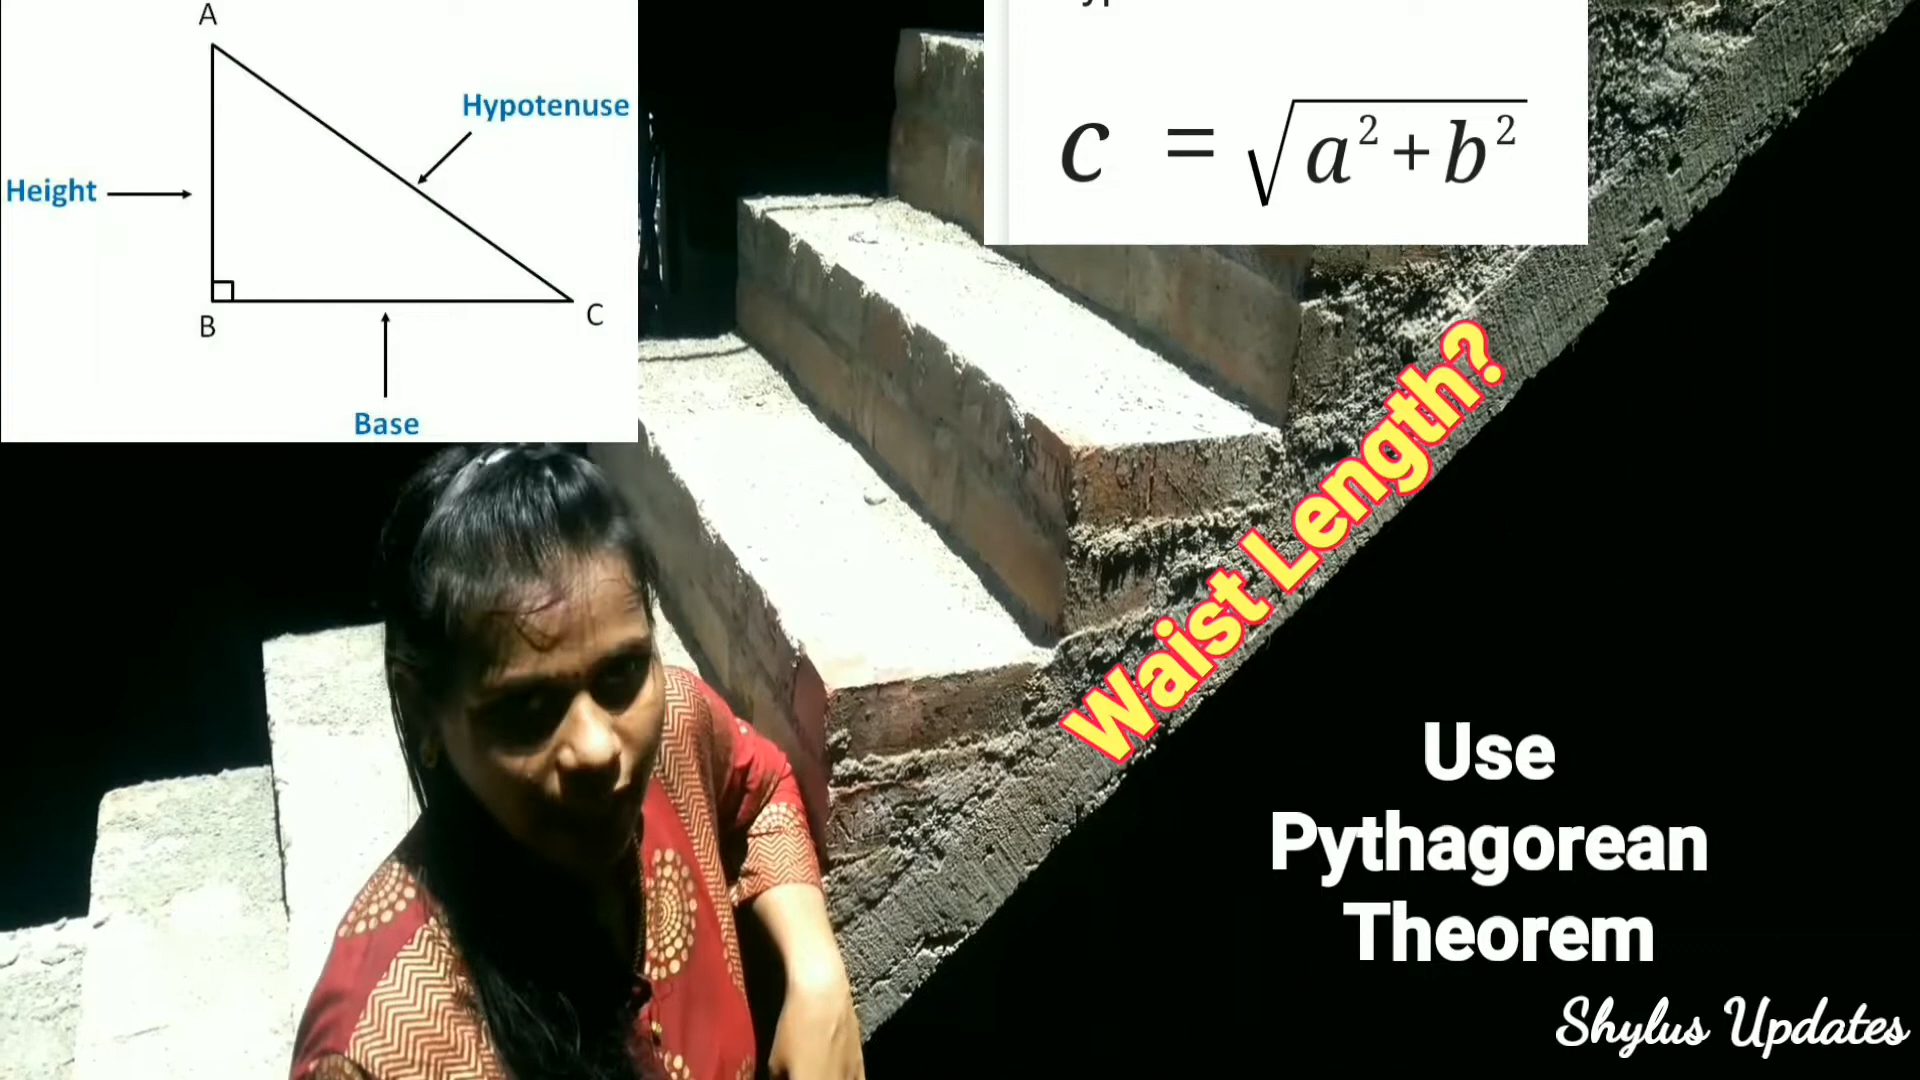 A
Hypotenuse
Height
B
C
Base
c = √a²+b²
Waist Length?
Use
Pythagorean
Theorem
Shylus Updates